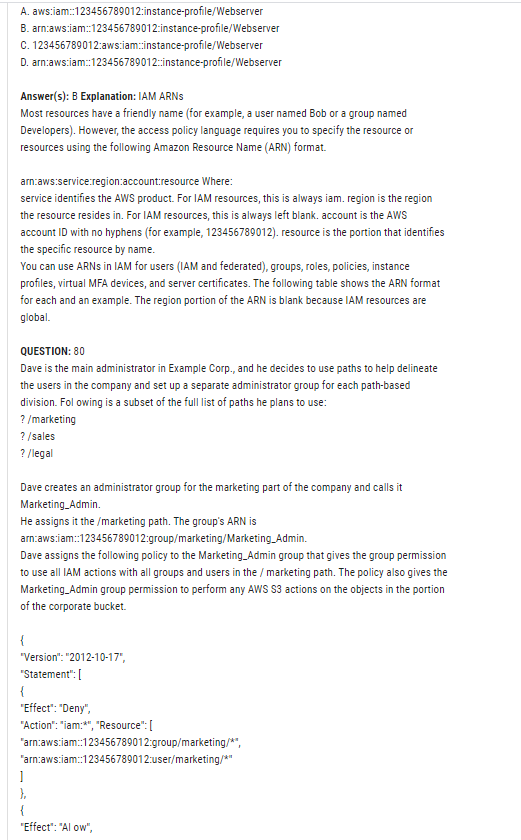 A. aws:iam::123456789012:instance-profile/Webserver
B. arn:aws:iam::123456789012:instance-profile/Webserver
C. 123456789012:aws:iam::instance-profile/Webserver
D. arn:aws:iam::123456789012::instance-profile/Webserver
Answer(s): B Explanation: IAM ARNs
Most resources have a friendly name (for example, a user named Bob or a group named
Developers). However, the access policy language requires you to specify the resource or
resources using the following Amazon Resource Name (ARN) format.
arn:aws:service:region:account:resource Where:
service identifies the AWS product. For IAM resources, this is always iam. region is the region
the resource resides in. For IAM resources, this is always left blank. account is the AWS
account ID with no hyphens (for example, 123456789012). resource is the portion that identifies
the specific resource by name.
You can use ARNs in IAM for users (IAM and federated), groups, roles, policies, instance
profiles, virtual MFA devices, and server certificates. The following table shows the ARN format
for each and an example. The region portion of the ARN is blank because IAM resources are
global.
QUESTION: 80
Dave is the main administrator in Example Corp., and he decides to use paths to help delineate
the users in the company and set up a separate administrator group for each path-based
division. Fol owing is a subset of the full list of paths he plans to use:
? /marketing
? /sales
? /legal
Dave creates an administrator group for the marketing part of the company and calls it
Marketing_Admin.
He assigns it the /marketing path. The group's ARN is
arn:aws:iam::123456789012:group/marketing/Marketing_Admin.
Dave assigns the following policy to the Marketing_Admin group that gives the group permission
to use all IAM actions with all groups and users in the / marketing path. The policy also gives the
Marketing_Admin group permission to perform any AWS S3 actions on the objects in the portion
of the corporate bucket.
{
"Version": "2012-10-17",
"Statement": [
{
"Effect": "Deny",
"Action": "iam:*", "Resource": [
"arn:aws:iam::123456789012:group/marketing/*",
"arn:aws:iam::123456789012:user/marketing/*"
]
},
{
"Effect": "Al ow",